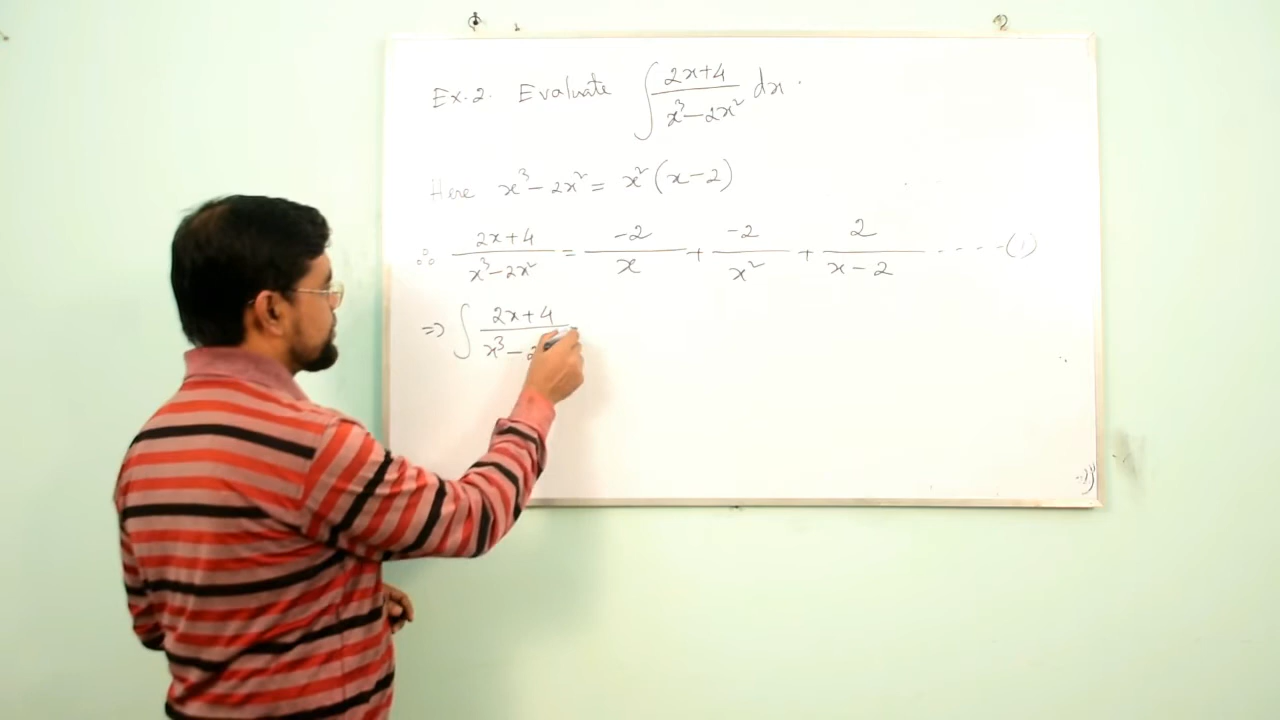 Ex. 2. Evaluate ∫ (2x+4)/(x³−2x²) dx.
Here x³−2x² = x²(x−2)
∴ (2x+4)/(x³−2x²) = −2/x + −2/x² + 2/(x−2) ----- (1)
⇒ ∫ (2x+4)/(x³−2